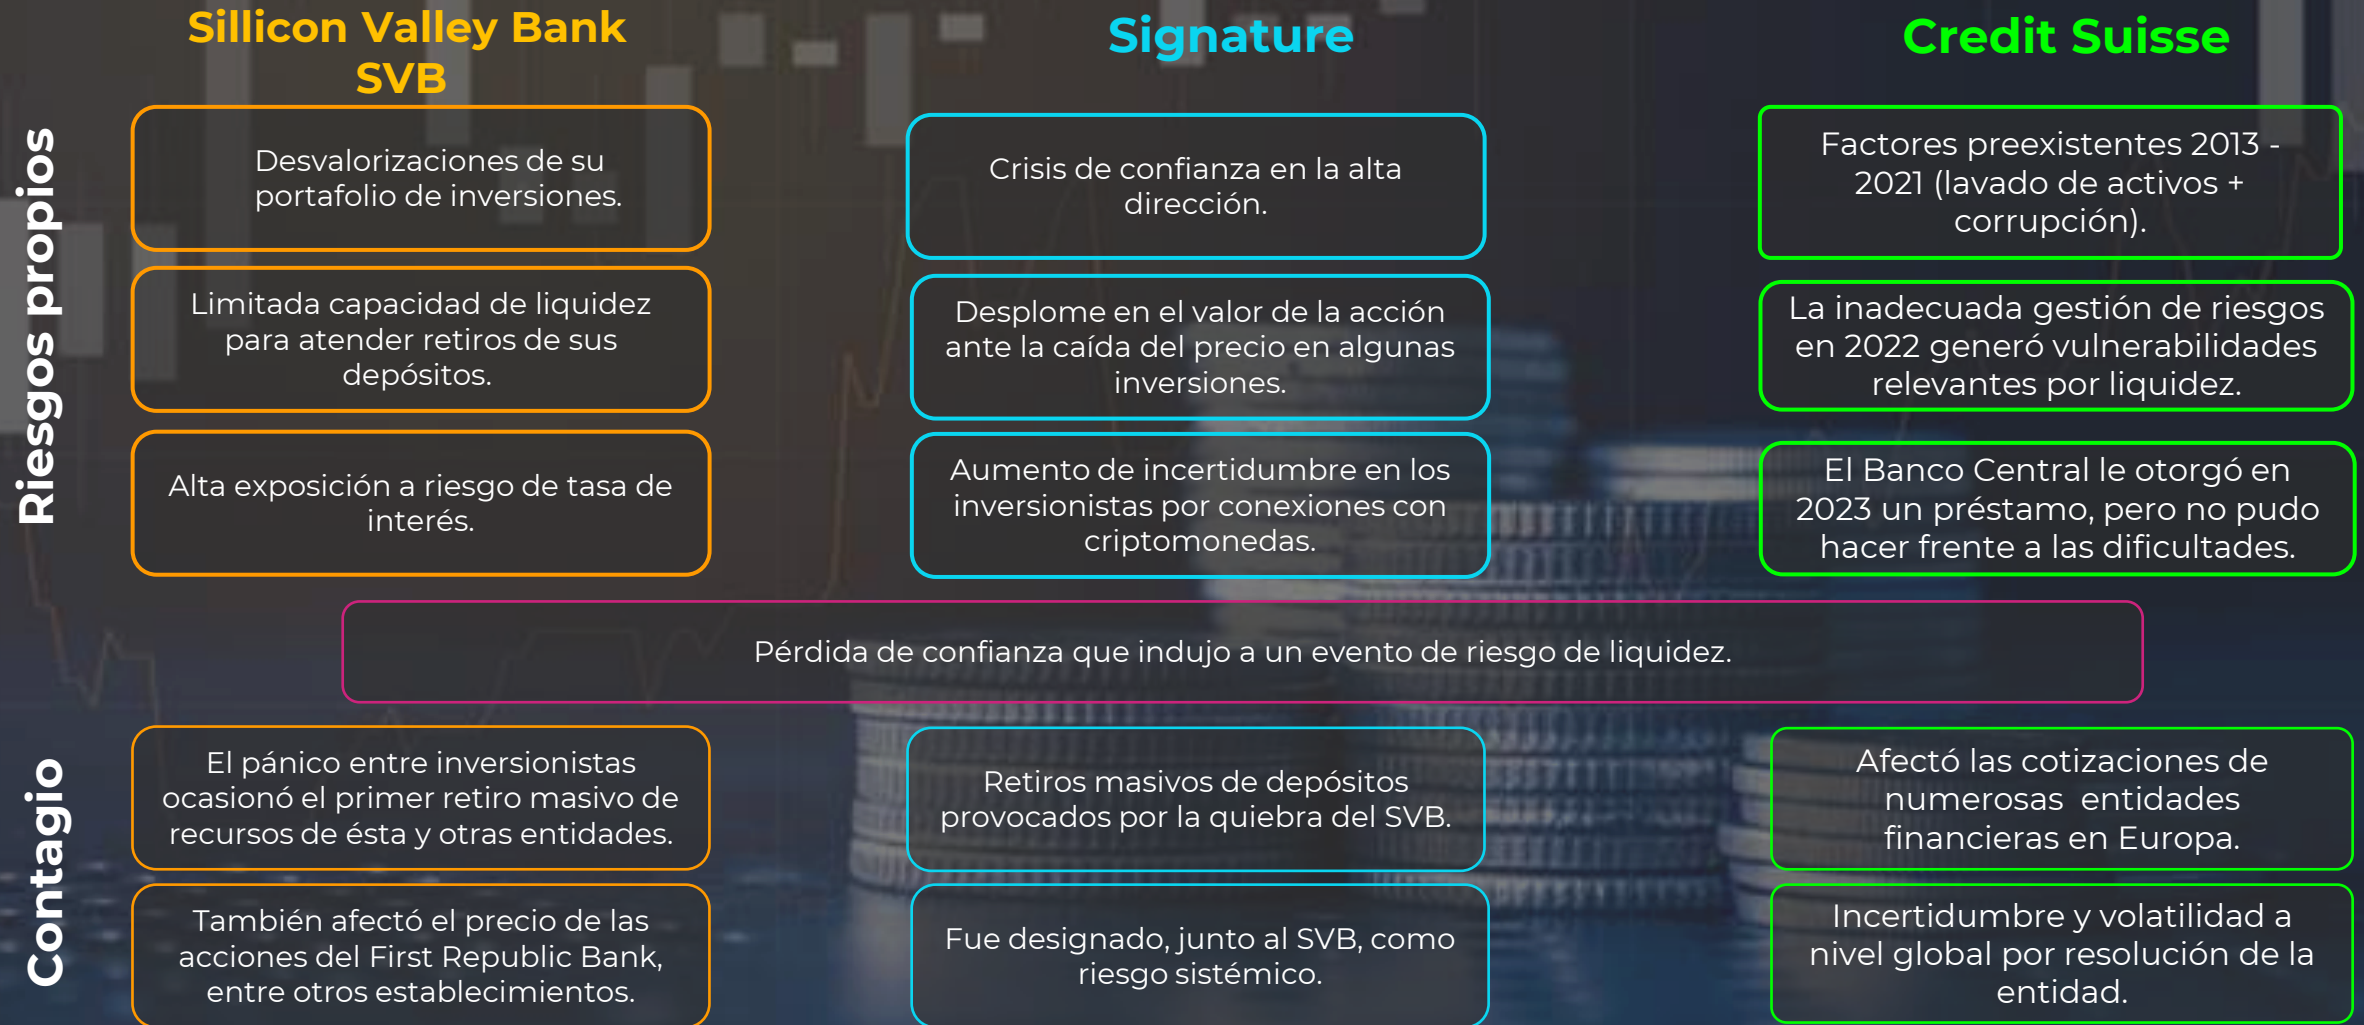 Sillicon Valley Bank
SVB
Signature
Credit Suisse
Riesgos propios
Desvalorizaciones de su
portafolio de inversiones.
Crisis de confianza en la alta
dirección.
Factores preexistentes 2013 -
2021 (lavado de activos +
corrupción).
Limitada capacidad de liquidez
para atender retiros de sus
depósitos.
Desplome en el valor de la acción
ante la caída del precio en algunas
inversiones.
La inadecuada gestión de riesgos
en 2022 generó vulnerabilidades
relevantes por liquidez.
Alta exposición a riesgo de tasa de
interés.
Aumento de incertidumbre en los
inversionistas por conexiones con
criptomonedas.
El Banco Central le otorgó en
2023 un préstamo, pero no pudo
hacer frente a las dificultades.
Pérdida de confianza que indujo a un evento de riesgo de liquidez.
Contagio
El pánico entre inversionistas
ocasionó el primer retiro masivo de
recursos de ésta y otras entidades.
Retiros masivos de depósitos
provocados por la quiebra del SVB.
Afectó las cotizaciones de
numerosas entidades
financieras en Europa.
También afectó el precio de las
acciones del First Republic Bank,
entre otros establecimientos.
Fue designado, junto al SVB, como
riesgo sistémico.
Incertidumbre y volatilidad a
nivel global por resolución de la
entidad.